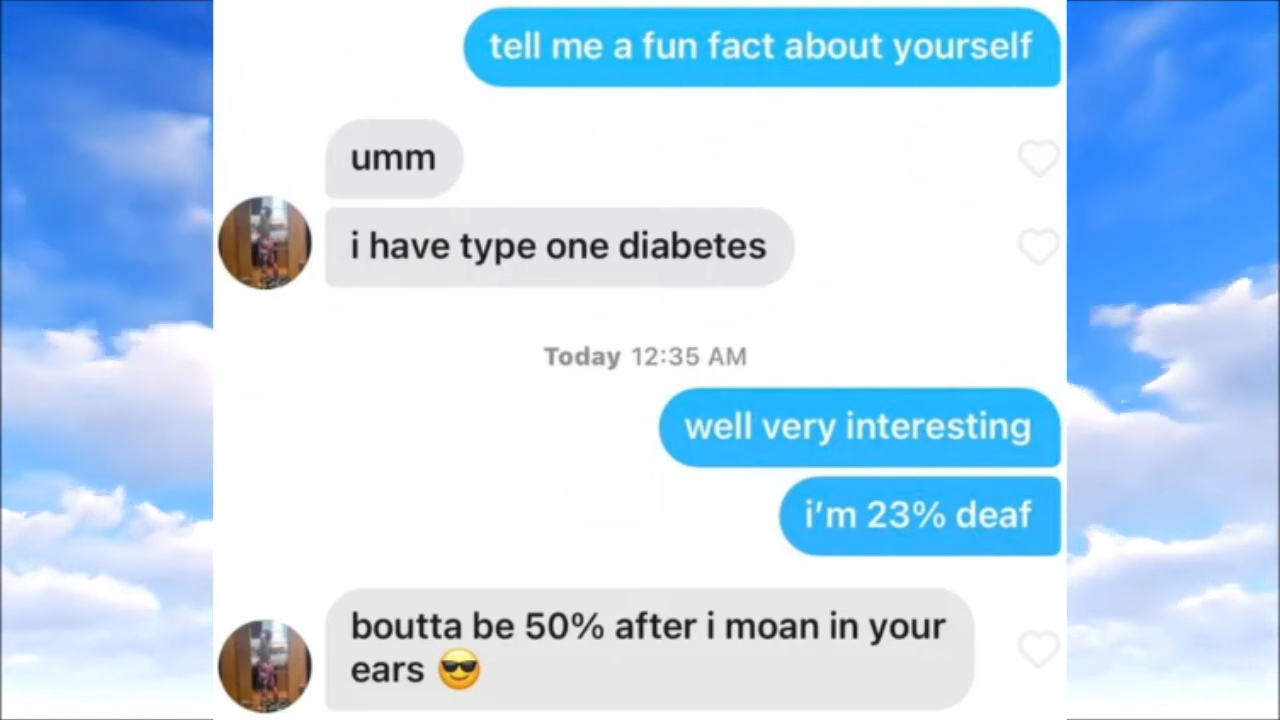 tell me a fun fact about yourself
umm
i have type one diabetes
Today 12:35 AM
well very interesting
i’m 23% deaf
boutta be 50% after i moan in your
ears 😎